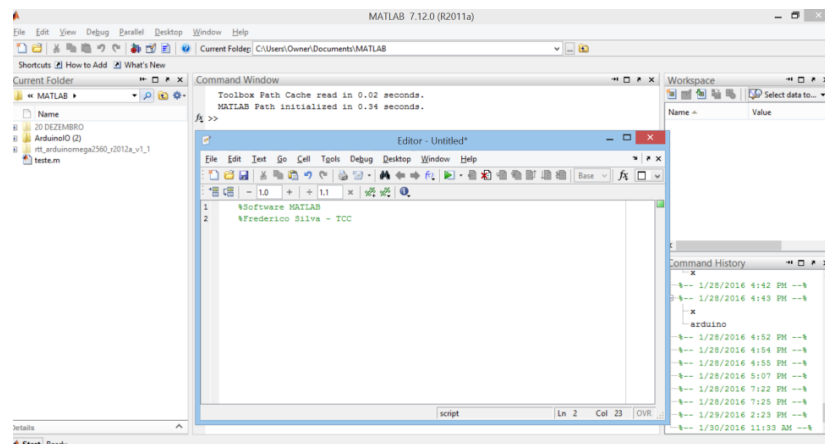 MATLAB 7.12.0 (R2011a)
File Edit View Debug Parallel Desktop Window Help
Current Folder: C:\Users\Owner\Documents\MATLAB
Shortcuts How to Add What's New
Current Folder
« MATLAB
Name
20 DEZEMBRO
ArduinoIO (2)
rtt_arduinomega2560_r2012a_v1_1
teste.m
Details
Start Ready
Command Window
Toolbox Path Cache read in 0.02 seconds.
MATLAB Path initialized in 0.34 seconds.
fx >>
Editor - Untitled*
File Edit Text Go Cell Tools Debug Desktop Window Help
Base fx
1.0 1.1
1 %Software MATLAB
2 %Frederico Silva - TCC
script Ln 2 Col 23 OVR
Workspace
Select data to...
Name Value
Command History
x
%-- 1/28/2016 4:42 PM --%
%-- 1/28/2016 4:43 PM --%
x
arduino
%-- 1/28/2016 4:52 PM --%
%-- 1/28/2016 4:54 PM --%
%-- 1/28/2016 4:55 PM --%
%-- 1/28/2016 5:07 PM --%
%-- 1/28/2016 7:22 PM --%
%-- 1/28/2016 7:25 PM --%
%-- 1/29/2016 2:23 PM --%
%-- 1/30/2016 11:33 AM --%